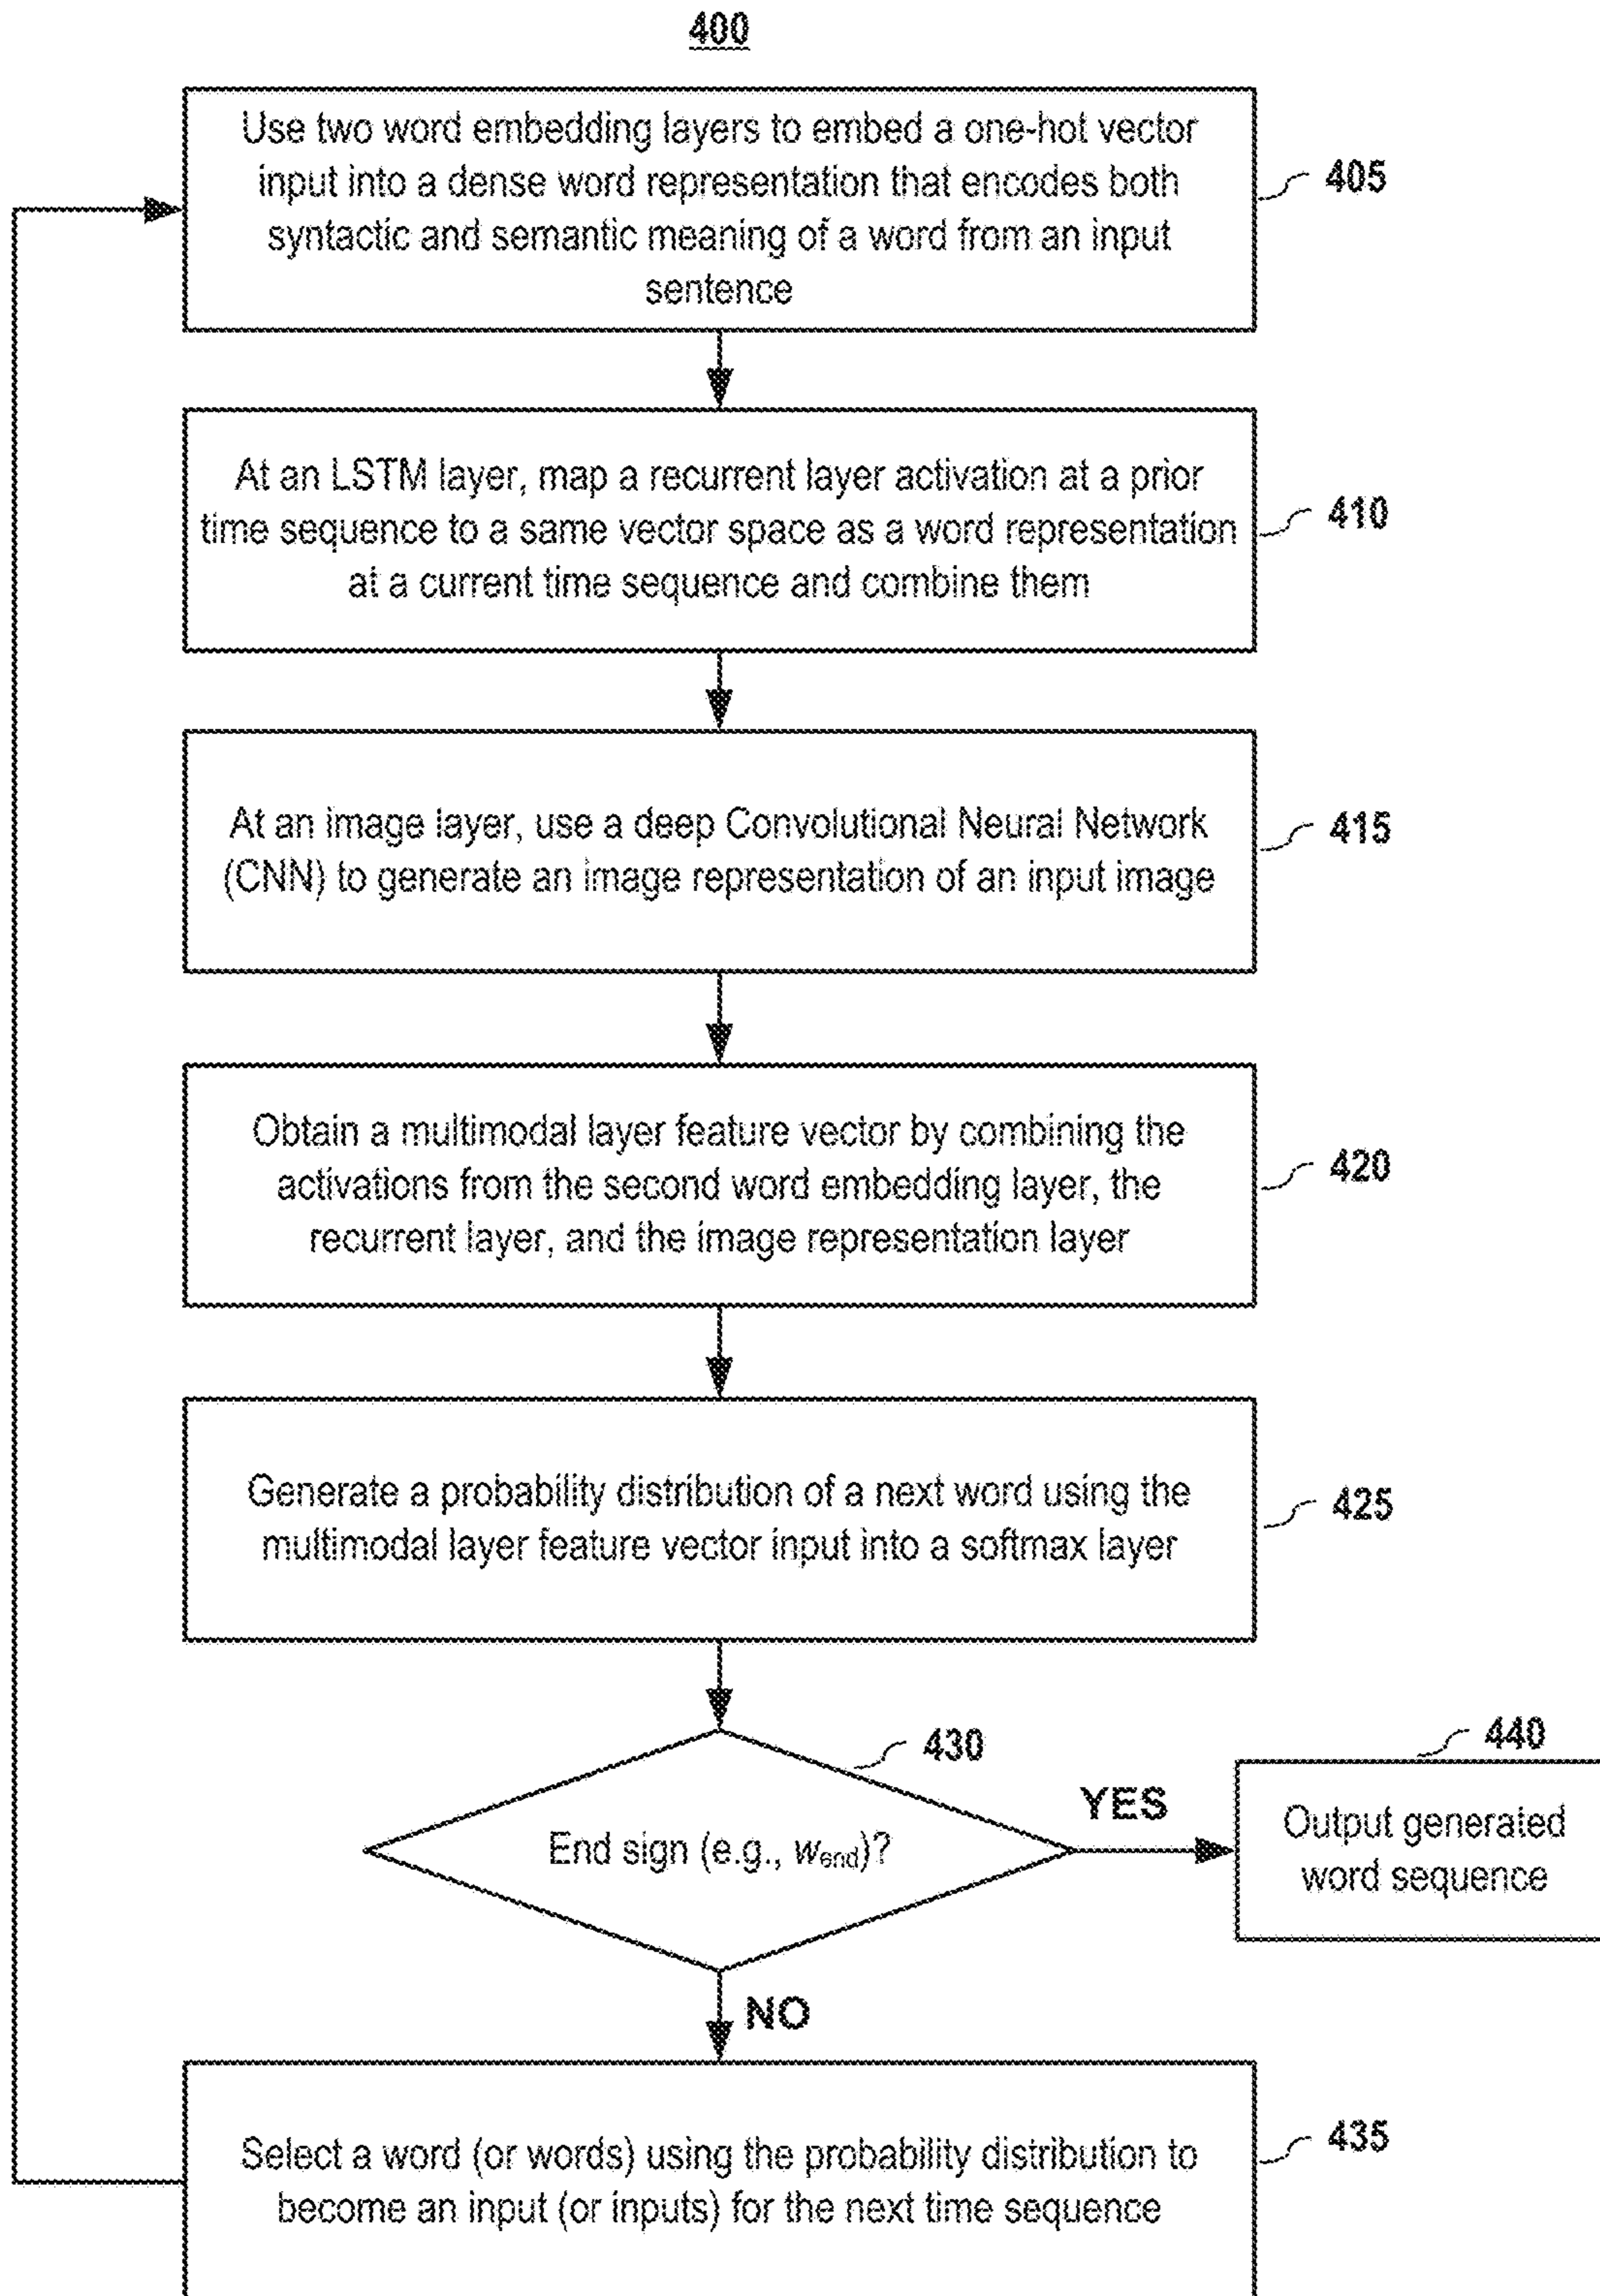 400
Use two word embedding layers to embed a one-hot vector
input into a dense word representation that encodes both
syntactic and semantic meaning of a word from an input
sentence
405
At an LSTM layer, map a recurrent layer activation at a prior
time sequence to a same vector space as a word representation
at a current time sequence and combine them
410
At an image layer, use a deep Convolutional Neural Network
(CNN) to generate an image representation of an input image
415
Obtain a multimodal layer feature vector by combining the
activations from the second word embedding layer, the
recurrent layer, and the image representation layer
420
Generate a probability distribution of a next word using the
multimodal layer feature vector input into a softmax layer
425
430
End sign (e.g., wend)?
YES
440
Output generated
word sequence
NO
Select a word (or words) using the probability distribution to
become an input (or inputs) for the next time sequence
435